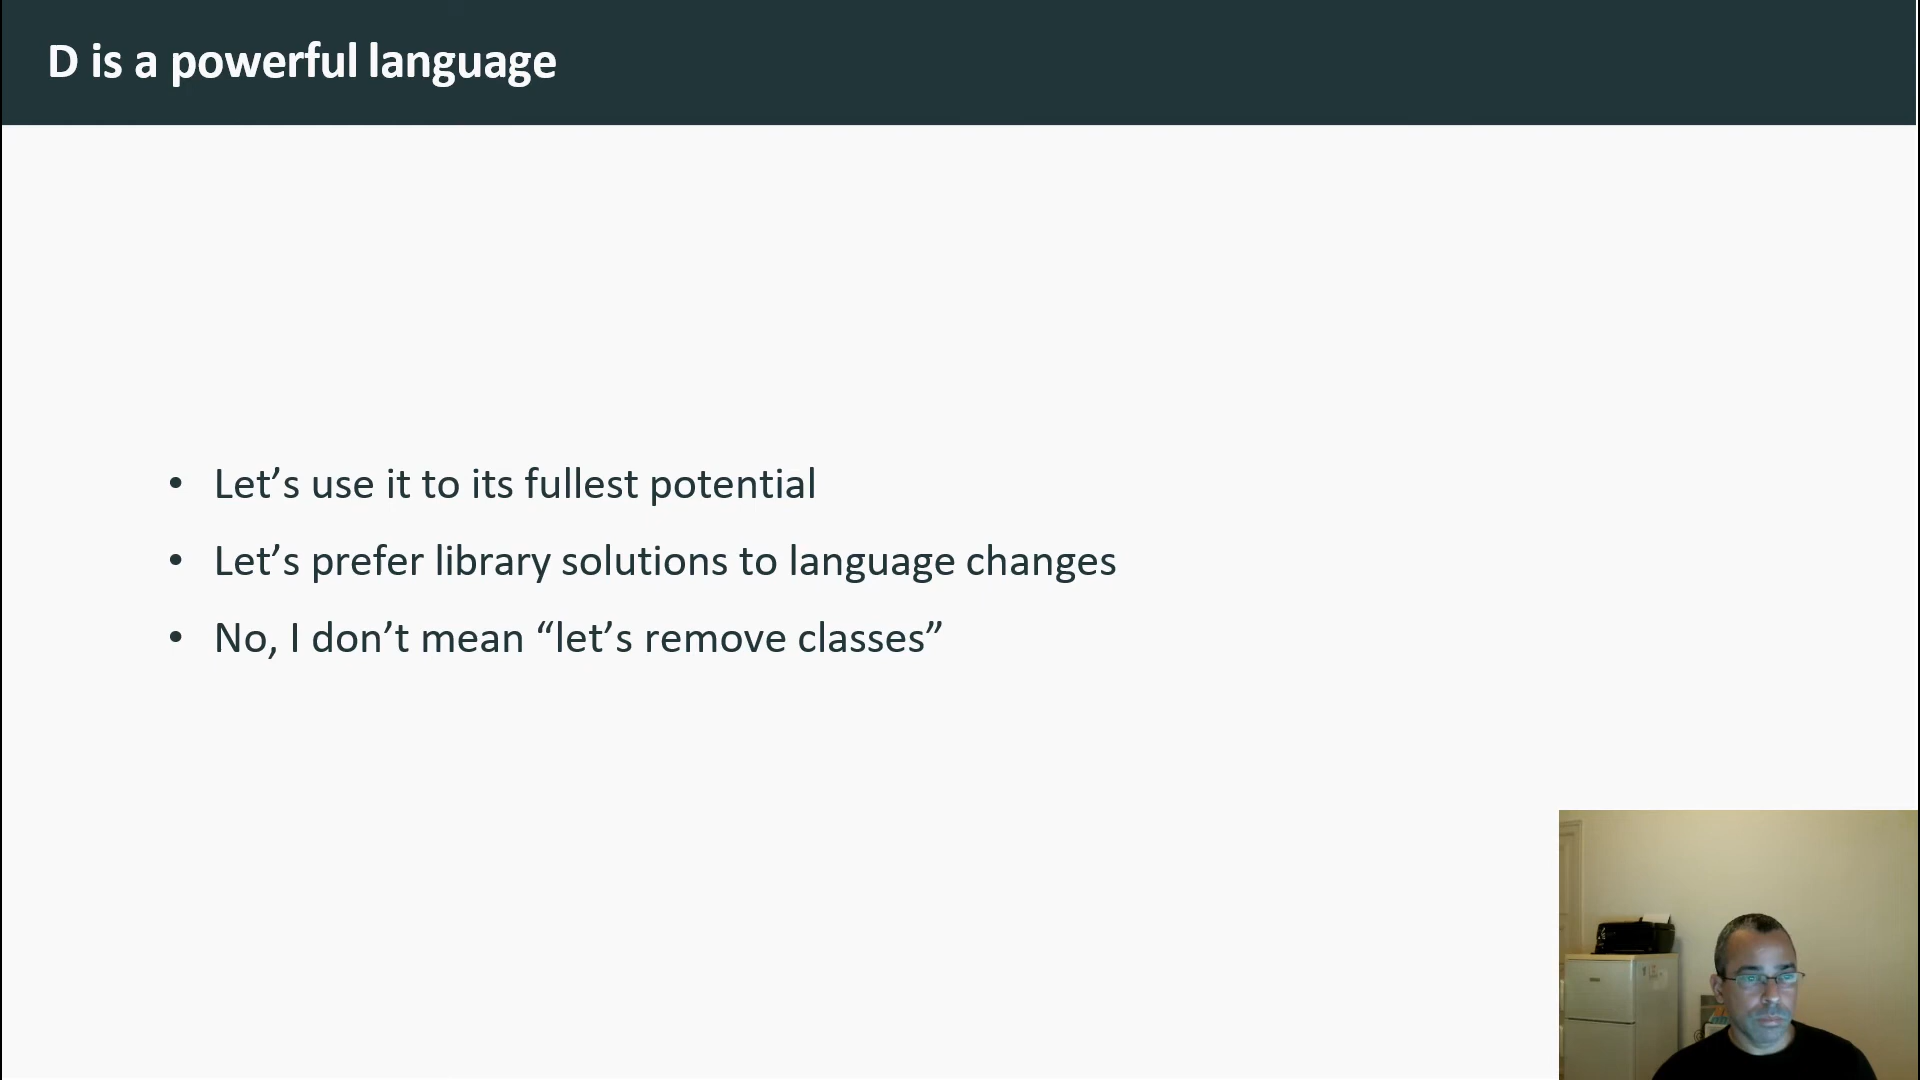 D is a powerful language
• Let’s use it to its fullest potential
• Let’s prefer library solutions to language changes
• No, I don’t mean “let’s remove classes”